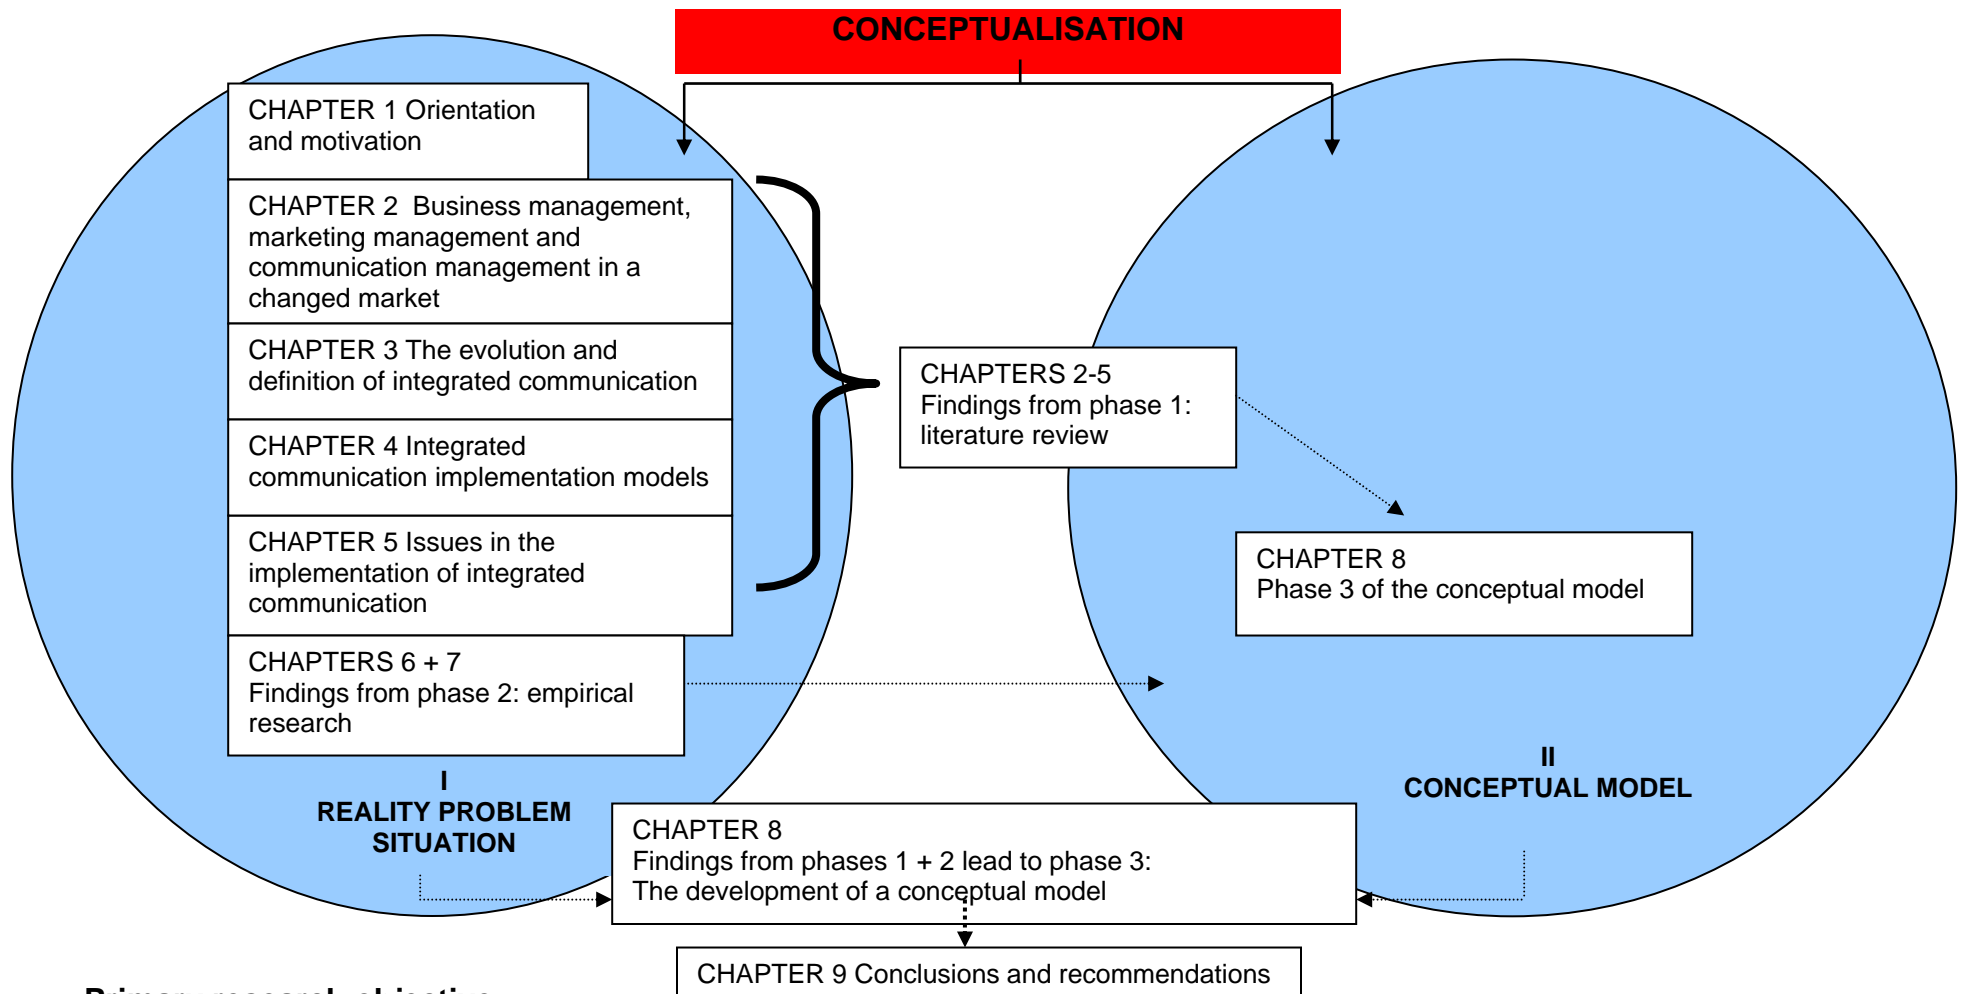 CONCEPTUALISATION
CHAPTER 1 Orientation
and motivation
CHAPTER 2  Business management,
marketing management and
communication management in a
changed market
CHAPTER 3 The evolution and
definition of integrated communication
CHAPTER 4 Integrated
communication implementation models
CHAPTER 5 Issues in the
implementation of integrated
communication
CHAPTERS 6 + 7
Findings from phase 2: empirical
research
I
REALITY PROBLEM
SITUATION
CHAPTERS 2-5
Findings from phase 1:
literature review
CHAPTER 8
Phase 3 of the conceptual model
II
CONCEPTUAL MODEL
CHAPTER 8
Findings from phases 1 + 2 lead to phase 3:
The development of a conceptual model
CHAPTER 9 Conclusions and recommendations
Primary research objective